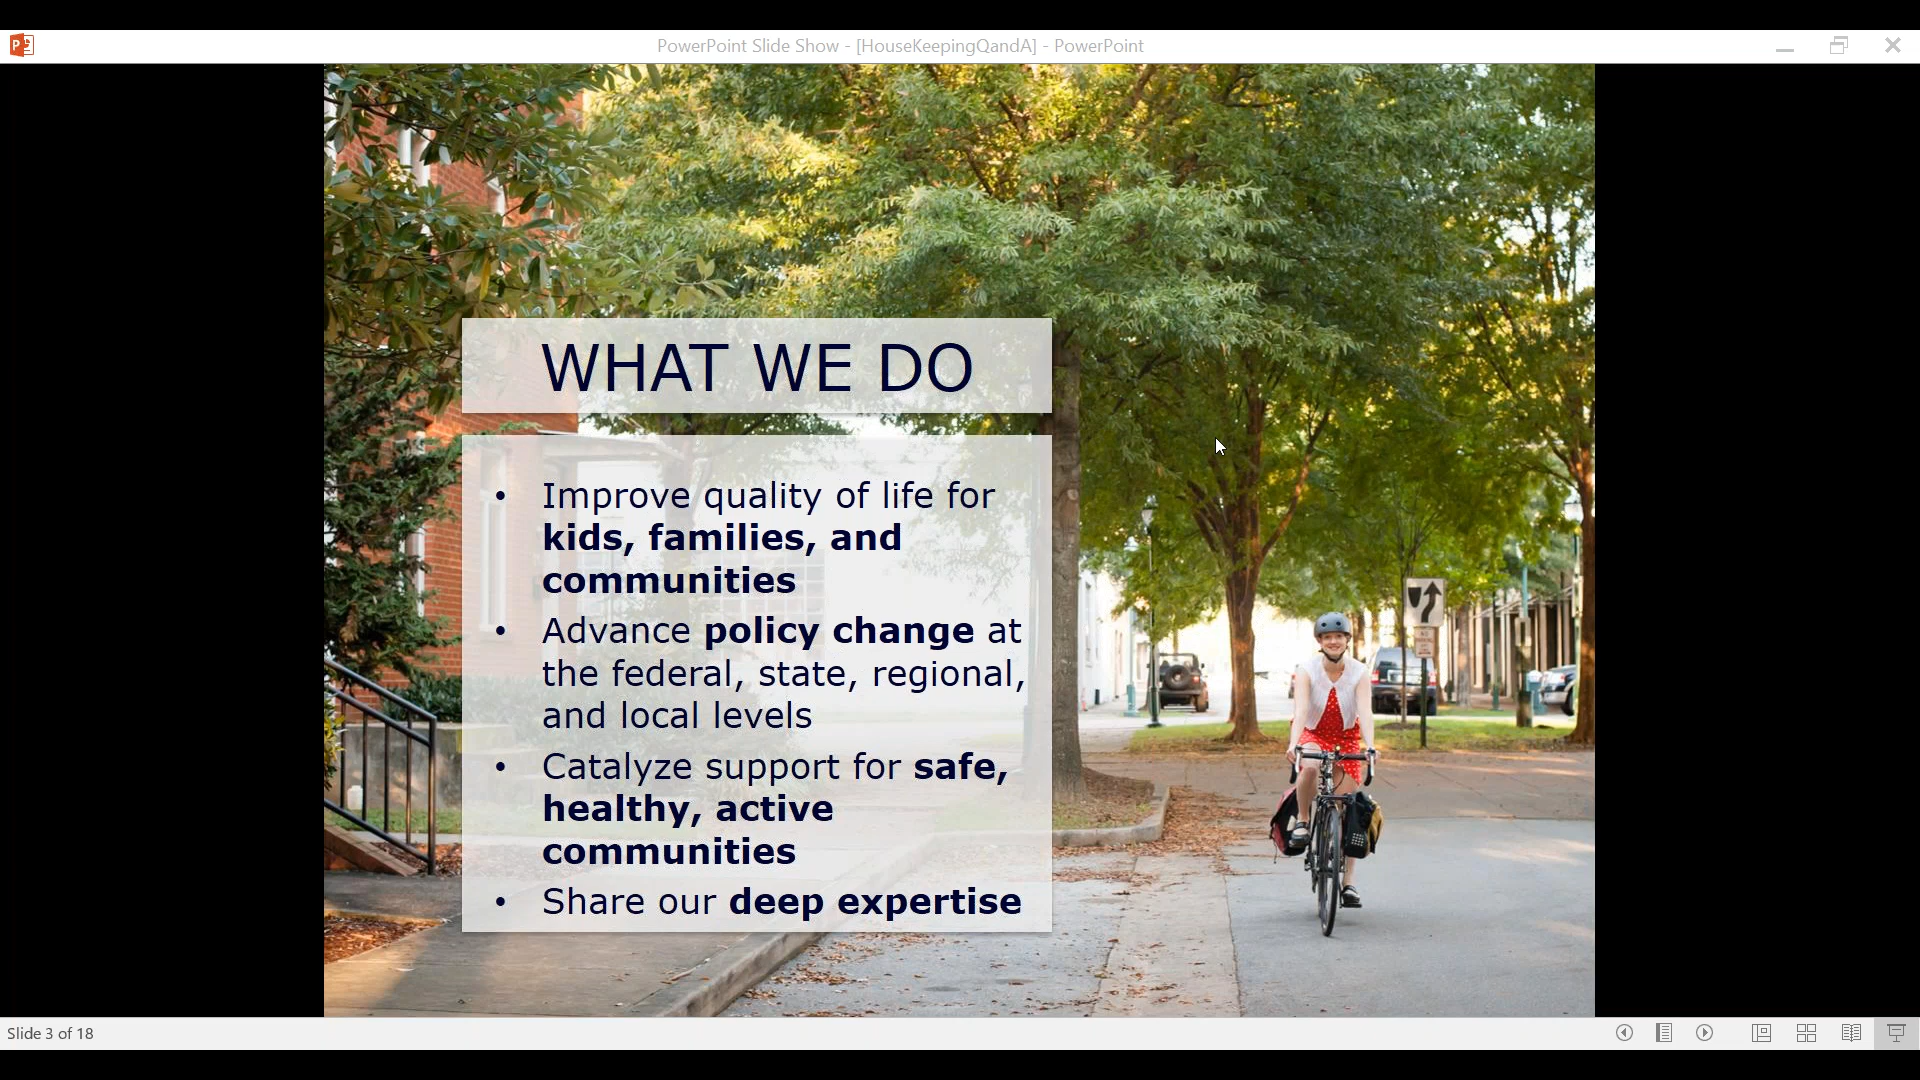 PowerPoint Slide Show - [HouseKeepingQandA] - PowerPoint
WHAT WE DO
• Improve quality of life for
kids, families, and
communities
• Advance policy change at
the federal, state, regional,
and local levels
• Catalyze support for safe,
healthy, active
communities
• Share our deep expertise
Slide 3 of 18